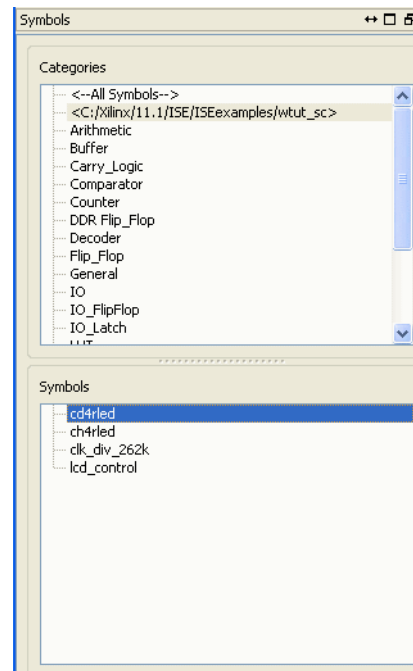 Symbols
Categories
<--All Symbols-->
<C:/Xilinx/11.1/ISE/ISEexamples/wtut_sc>
Arithmetic
Buffer
Carry_Logic
Comparator
Counter
DDR Flip_Flop
Decoder
Flip_Flop
General
IO
IO_FlipFlop
IO_Latch
LUT
Symbols
cd4rled
ch4rled
clk_div_262k
lcd_control